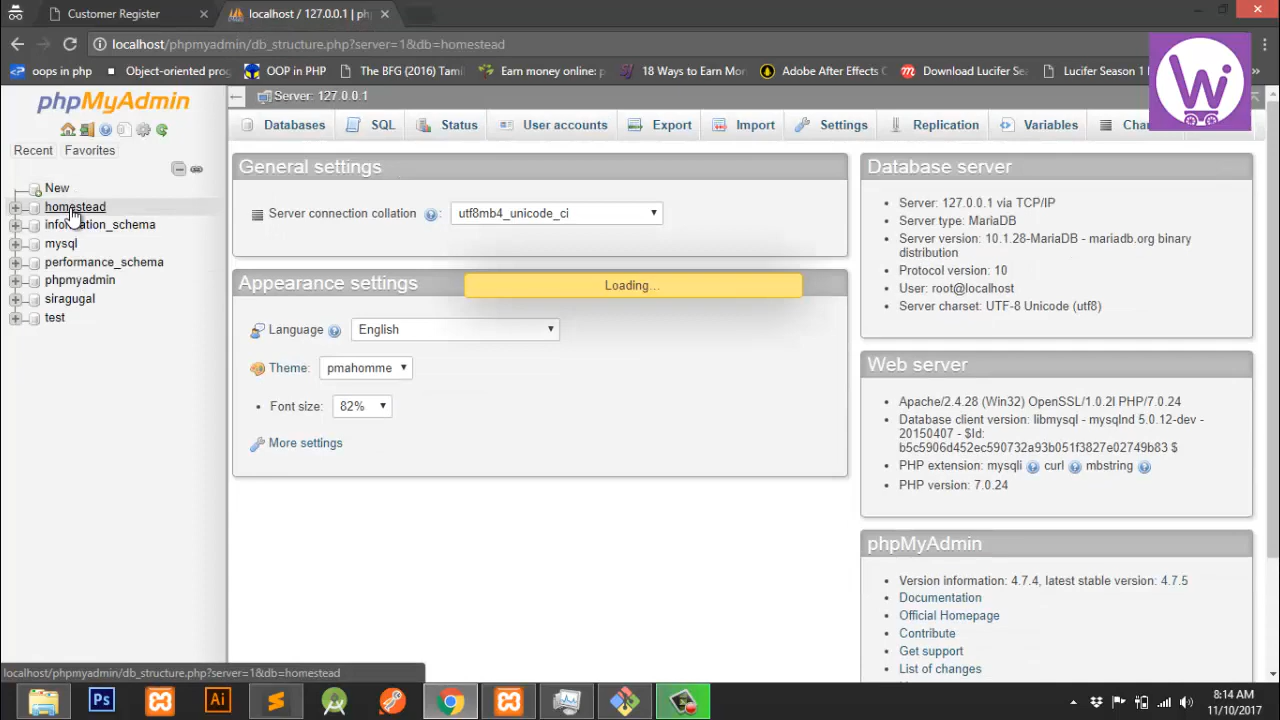 Customer Register
localhost / 127.0.0.1 | ph
localhost/phpmyadmin/db_structure.php?server=1&db=homestead
oops in php
Object-oriented prog
OOP in PHP
The BFG (2016) Tami
Earn money online:
18 Ways to Earn Mon
Adobe After Effects C
Download Lucifer Sea
Lucifer Season 1
»
Wi
phpMyAdmin
Recent
Favorites
New
homestead
information_schema
mysql
performance_schema
phpmyadmin
siragugal
test
Server: 127.0.0.1
Databases
SQL
Status
User accounts
Export
Import
Settings
Replication
Variables
Cha
General settings
Server connection collation : utf8mb4_unicode_ci
Appearance settings
Loading...
Language English
Theme: pmahomme
• Font size: 82%
More settings
Database server
• Server: 127.0.0.1 via TCP/IP
• Server type: MariaDB
• Server version: 10.1.28-MariaDB - mariadb.org binary
distribution
• Protocol version: 10
• User: root@localhost
• Server charset: UTF-8 Unicode (utf8)
Web server
• Apache/2.4.28 (Win32) OpenSSL/1.0.2l PHP/7.0.24
• Database client version: libmysql - mysqlnd 5.0.12-dev -
20150407 - $Id:
b5c5906d452ec590732a93b051f3827e02749b83 $
• PHP extension: mysqli curl mbstring
• PHP version: 7.0.24
phpMyAdmin
• Version information: 4.7.4, latest stable version: 4.7.5
• Documentation
• Official Homepage
• Contribute
• Get support
• List of changes
localhost/phpmyadmin/db_structure.php?server=1&db=homestead
Ps
Ai
8:14 AM
11/10/2017